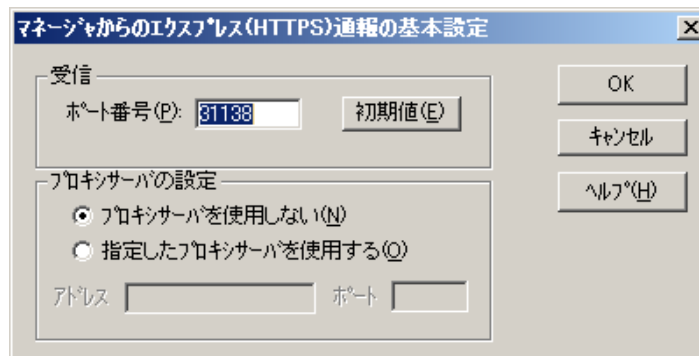 マネージャからのエクスプレス(HTTPS)通報の基本設定
受信
ポート番号(P): 31138 初期値(E)
プロキシサーバの設定
プロキシサーバを使用しない(N)
指定したプロキシサーバを使用する(O)
アドレス ポート
OK
キャンセル
ヘルプ(H)